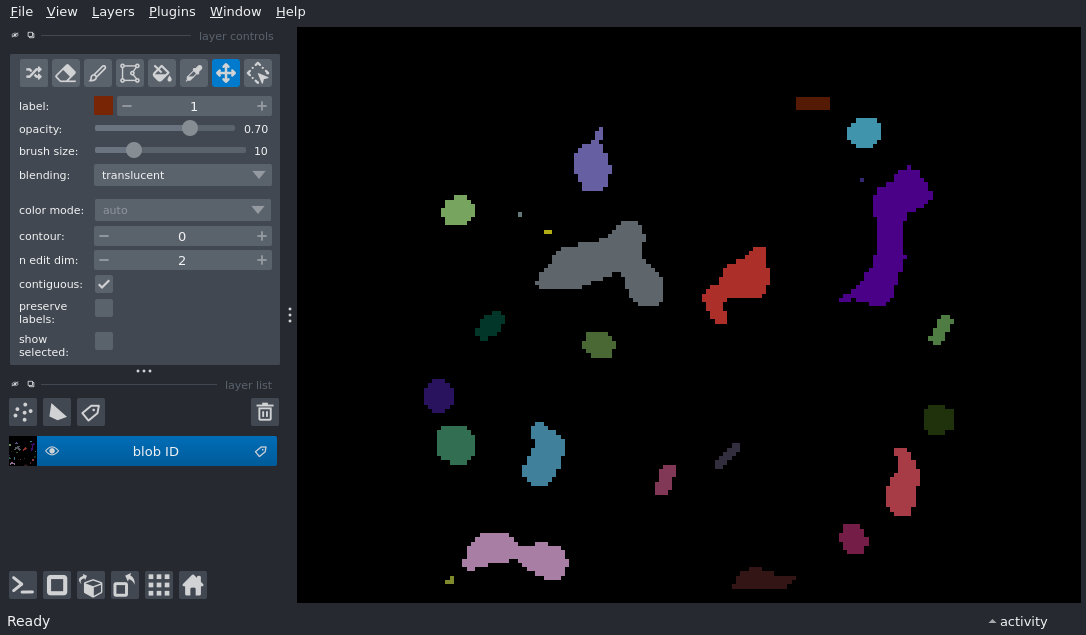 File View Layers Plugins Window Help
layer controls
label: 1
opacity: 0.70
brush size: 10
blending: translucent
color mode: auto
contour: 0
n edit dim: 2
contiguous:
preserve
labels:
show
selected:
layer list
blob ID
Ready activity